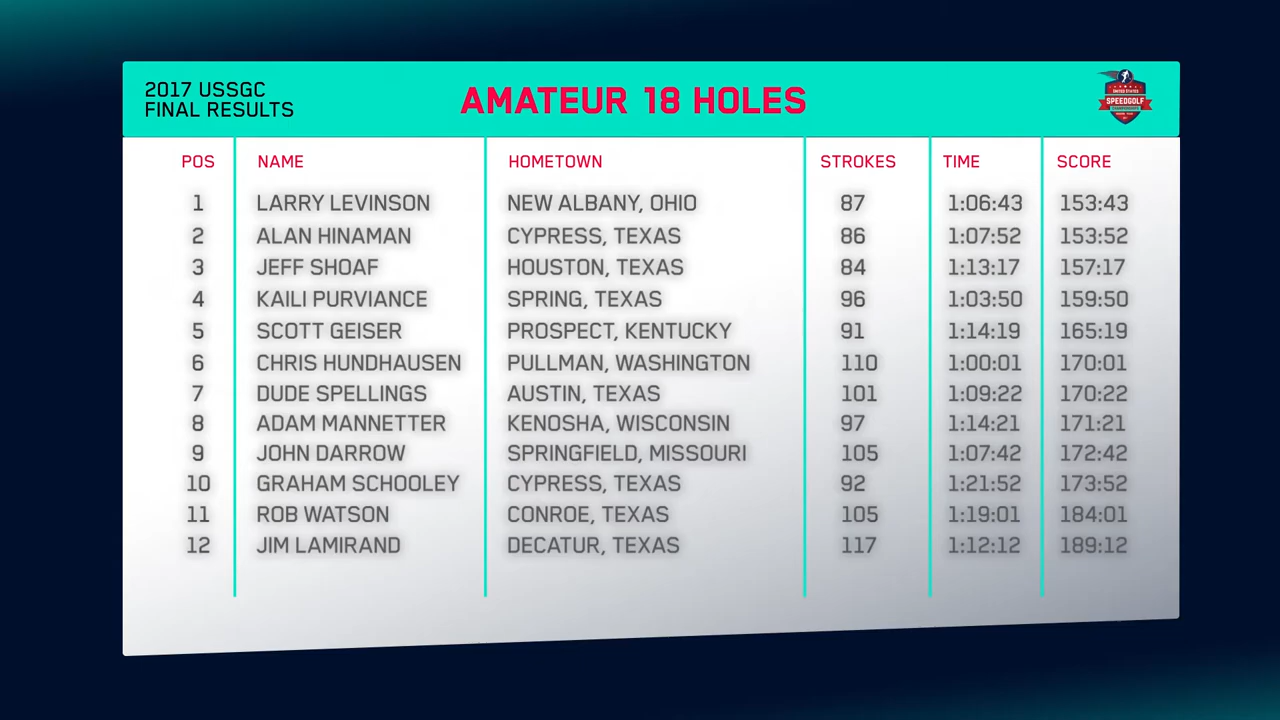 2017 USSGC
FINAL RESULTS
AMATEUR 18 HOLES
UNITED STATES
SPEEDGOLF
POS NAME HOMETOWN STROKES TIME SCORE
1 LARRY LEVINSON NEW ALBANY, OHIO 87 1:06:43 153:43
2 ALAN HINAMAN CYPRESS, TEXAS 86 1:07:52 153:52
3 JEFF SHOAF HOUSTON, TEXAS 84 1:13:17 157:17
4 KAILI PURVIANCE SPRING, TEXAS 96 1:03:50 159:50
5 SCOTT GEISER PROSPECT, KENTUCKY 91 1:14:19 165:19
6 CHRIS HUNDHAUSEN PULLMAN, WASHINGTON 110 1:00:01 170:01
7 DUDE SPELLINGS AUSTIN, TEXAS 101 1:09:22 170:22
8 ADAM MANNETTER KENOSHA, WISCONSIN 97 1:14:21 171:21
9 JOHN DARROW SPRINGFIELD, MISSOURI 105 1:07:42 172:42
10 GRAHAM SCHOOLEY CYPRESS, TEXAS 92 1:21:52 173:52
11 ROB WATSON CONROE, TEXAS 105 1:19:01 184:01
12 JIM LAMIRAND DECATUR, TEXAS 117 1:12:12 189:12